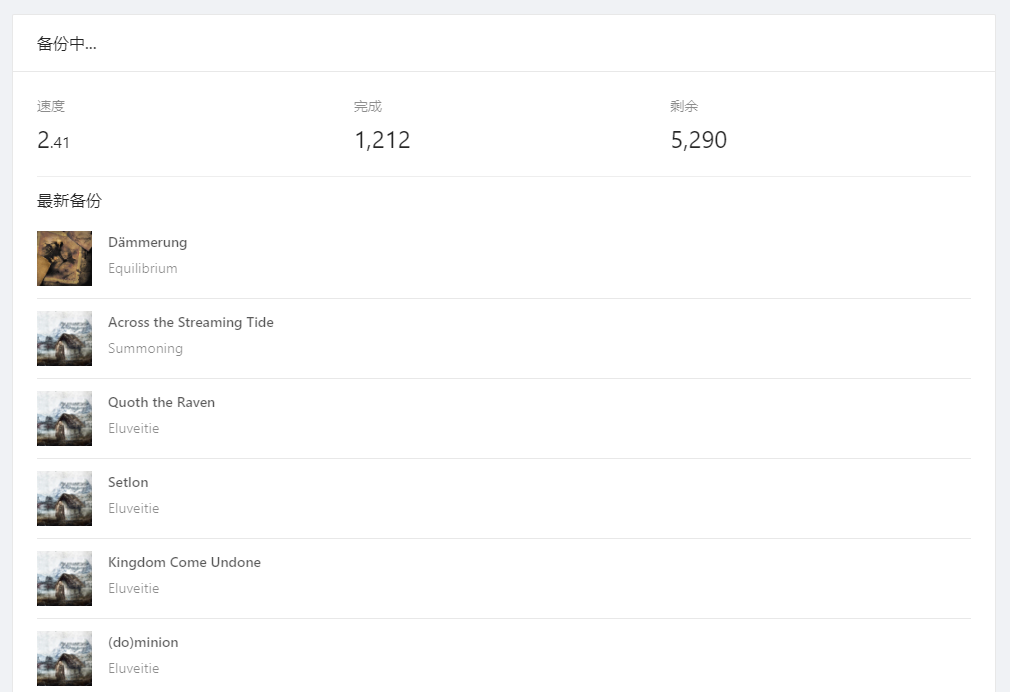 备份中...
速度 完成 剩余
2.41 1,212 5,290
最新备份
Dämmerung
Equilibrium
Across the Streaming Tide
Summoning
Quoth the Raven
Eluveitie
Setlon
Eluveitie
Kingdom Come Undone
Eluveitie
(do)minion
Eluveitie